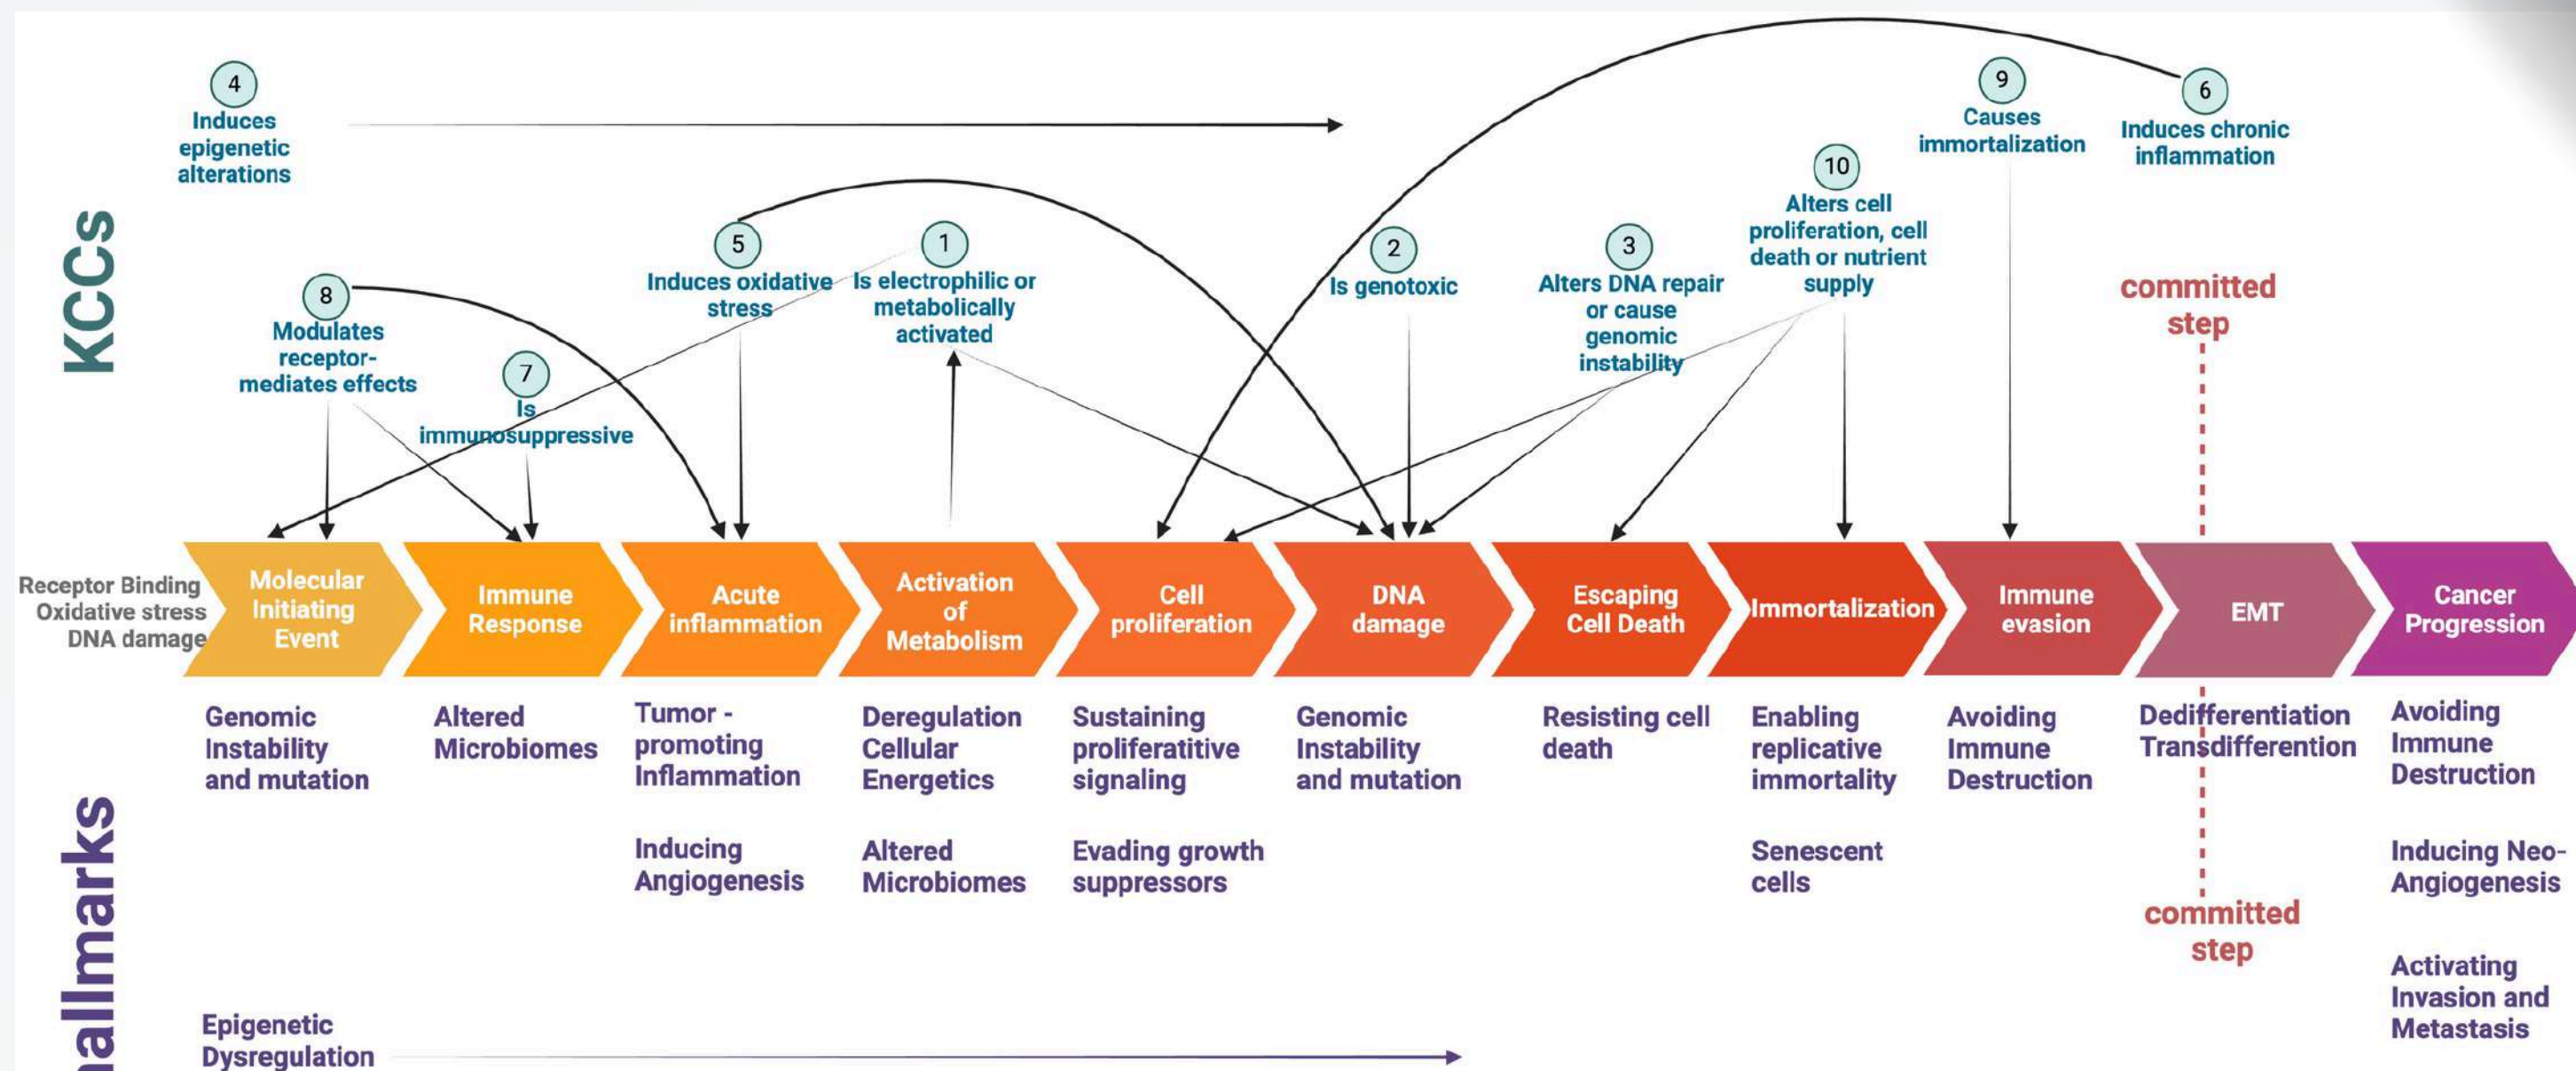 KCCs
4
Induces
epigenetic
alterations
8
Modulates
receptor-
mediates effects
7
Is
immunosuppressive
5
Induces oxidative
stress
1
Is electrophilic or
metabolically
activated
2
Is genotoxic
3
Alters DNA repair
or cause
genomic
instability
10
Alters cell
proliferation, cell
death or nutrient
supply
9
Causes
immortalization
6
Induces chronic
inflammation
committed
step
Receptor Binding
Oxidative stress
DNA damage
Molecular
Initiating
Event
Immune
Response
Acute
inflammation
Activation
of
Metabolism
Cell
proliferation
DNA
damage
Escaping
Cell Death
Immortalization
Immune
evasion
EMT
Cancer
Progression
hallmarks
Genomic
Instability
and mutation
Altered
Microbiomes
Tumor -
promoting
Inflammation
Inducing
Angiogenesis
Deregulation
Cellular
Energetics
Altered
Microbiomes
Sustaining
proliferatitive
signaling
Evading growth
suppressors
Genomic
Instability
and mutation
Resisting cell
death
Enabling
replicative
immortality
Senescent
cells
Avoiding
Immune
Destruction
Dedifferentiation
Transdifferention
committed
step
Avoiding
Immune
Destruction
Inducing Neo-
Angiogenesis
Activating
Invasion and
Metastasis
Epigenetic
Dysregulation